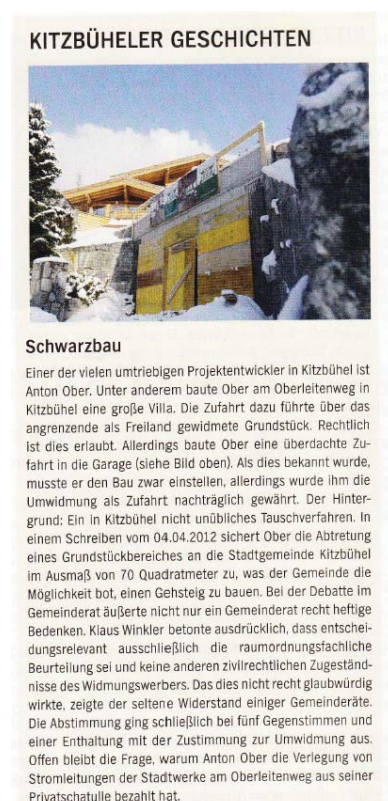 KITZBÜHELER GESCHICHTEN
Schwarzbau
Einer der vielen umtriebigen Projektentwickler in Kitzbühel ist
Anton Ober. Unter anderem baute Ober am Oberleitenweg in
Kitzbühel eine große Villa. Die Zufahrt dazu führte über das
angrenzende als Freiland gewidmete Grundstück. Rechtlich
ist dies erlaubt. Allerdings baute Ober eine überdachte Zu-
fahrt in die Garage (siehe Bild oben). Als dies bekannt wurde,
musste er den Bau zwar einstellen, allerdings wurde ihm die
Umwidmung als Zufahrt nachträglich gewährt. Der Hinter-
grund: Ein in Kitzbühel nicht unübliches Tauschverfahren. In
einem Schreiben vom 04.04.2012 sichert Ober die Abtretung
eines Grundstückbereiches an die Stadtgemeinde Kitzbühel
im Ausmaß von 70 Quadratmeter zu, was der Gemeinde die
Möglichkeit bot, einen Gehsteig zu bauen. Bei der Debatte im
Gemeinderat äußerte nicht nur ein Gemeinderat recht heftige
Bedenken. Klaus Winkler betonte ausdrücklich, dass entschei-
dungsrelevant ausschließlich die raumordnungsfachliche
Beurteilung sei und keine anderen zivilrechtlichen Zugeständ-
nisse des Widmungswerbers. Das dies nicht recht glaubwürdig
wirkte, zeigte der seltene Widerstand einiger Gemeinderäte.
Die Abstimmung ging schließlich bei fünf Gegenstimmen und
einer Enthaltung mit der Zustimmung zur Umwidmung aus.
Offen bleibt die Frage, warum Anton Ober die Verlegung von
Stromleitungen der Stadtwerke am Oberleitenweg aus seiner
Privatschatulle bezahlt hat.